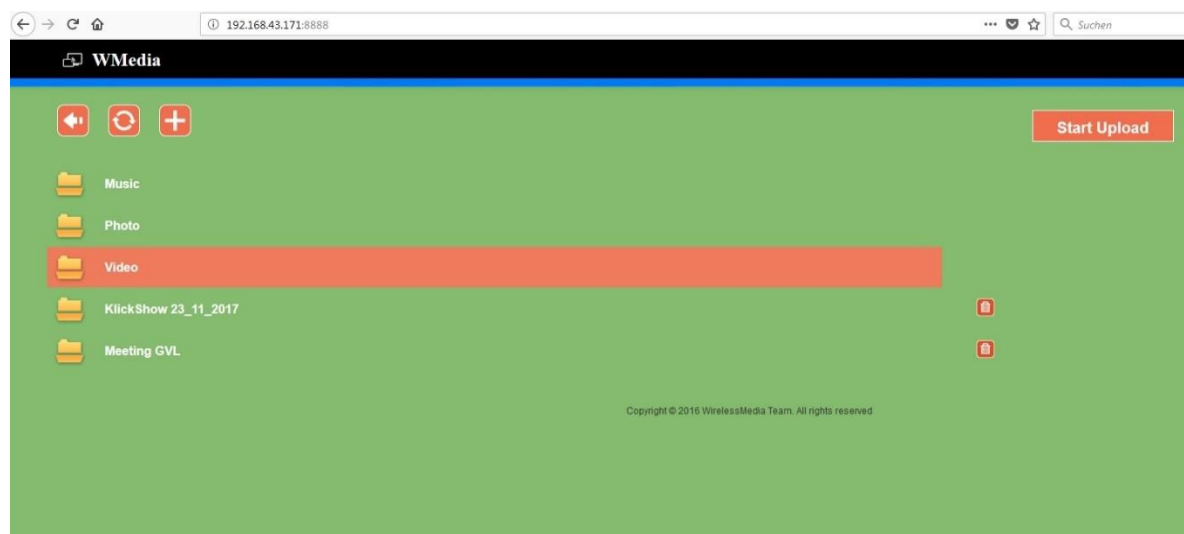 192.168.43.171:8888
Suchen
WMedia
Start Upload
Music
Photo
Video
KlickShow 23_11_2017
Meeting GVL
Copyright © 2016 WirelessMedia Team. All rights reserved